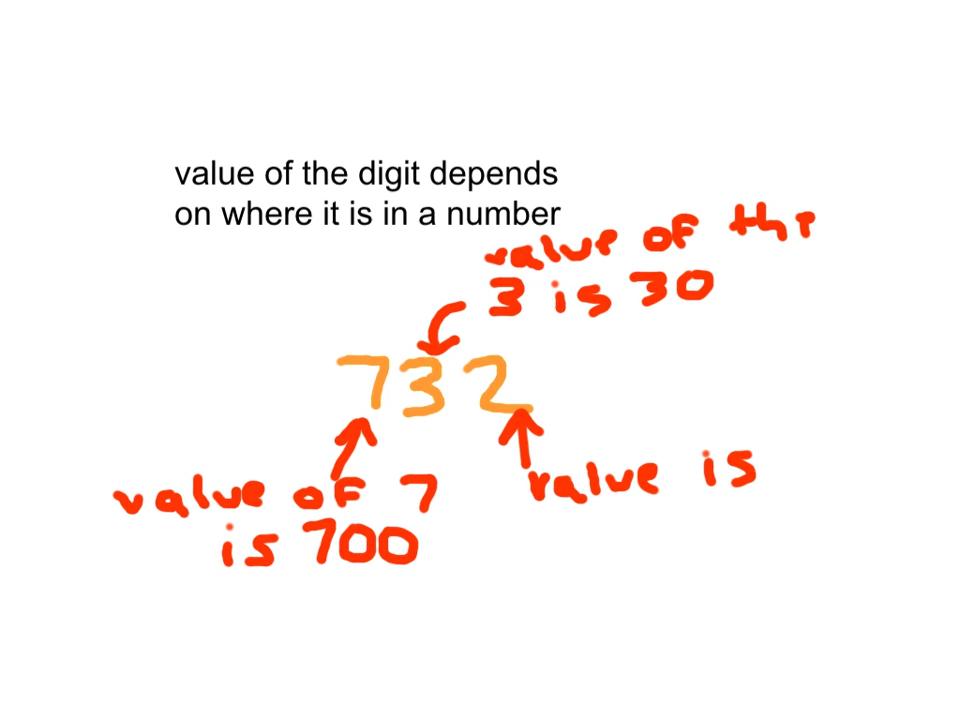 value of the digit depends
on where it is in a number
value of the
3 is 30
732
value of 7
is 700
value is